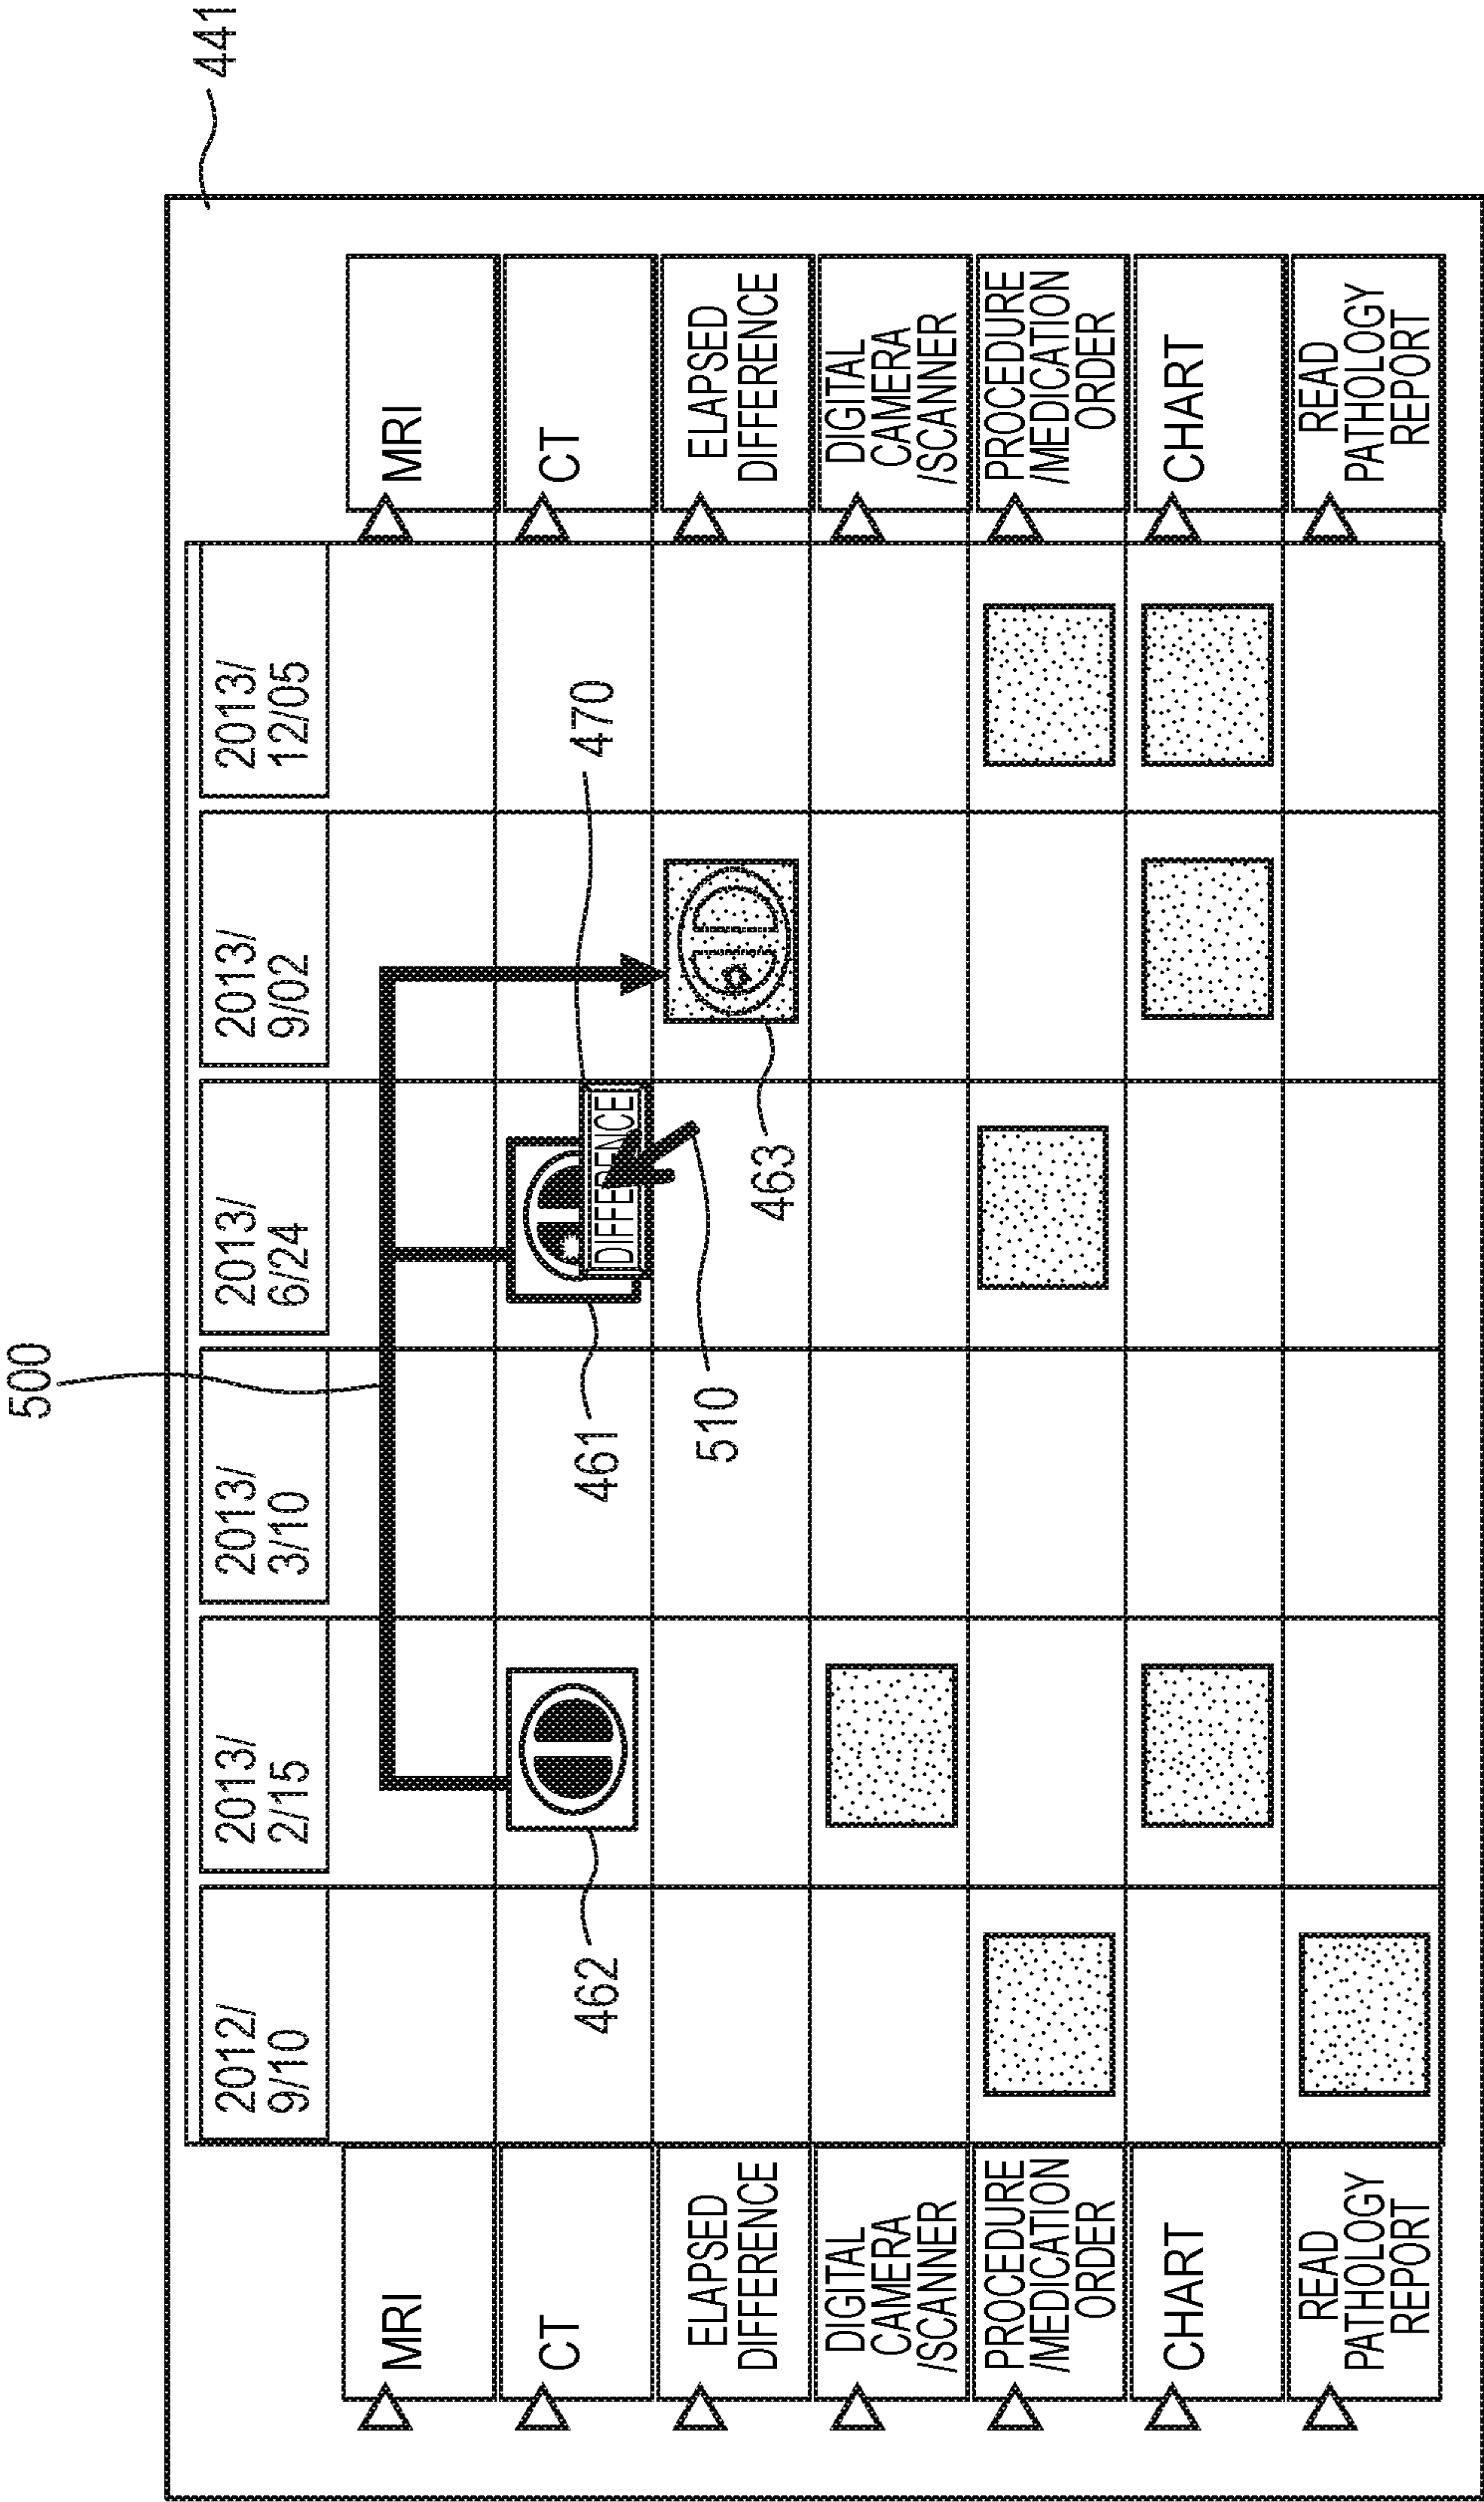 500
441
2012/
9/10
2013/
2/15
2013/
3/10
2013/
6/24
2013/
9/02
2013/
12/05
MRI
MRI
CT
462
461
DIFFERENCE
470
CT
ELAPSED
DIFFERENCE
510
463
ELAPSED
DIFFERENCE
DIGITAL
CAMERA
/SCANNER
DIGITAL
CAMERA
/SCANNER
PROCEDURE
/MEDICATION
ORDER
PROCEDURE
/MEDICATION
ORDER
CHART
CHART
READ
PATHOLOGY
REPORT
READ
PATHOLOGY
REPORT